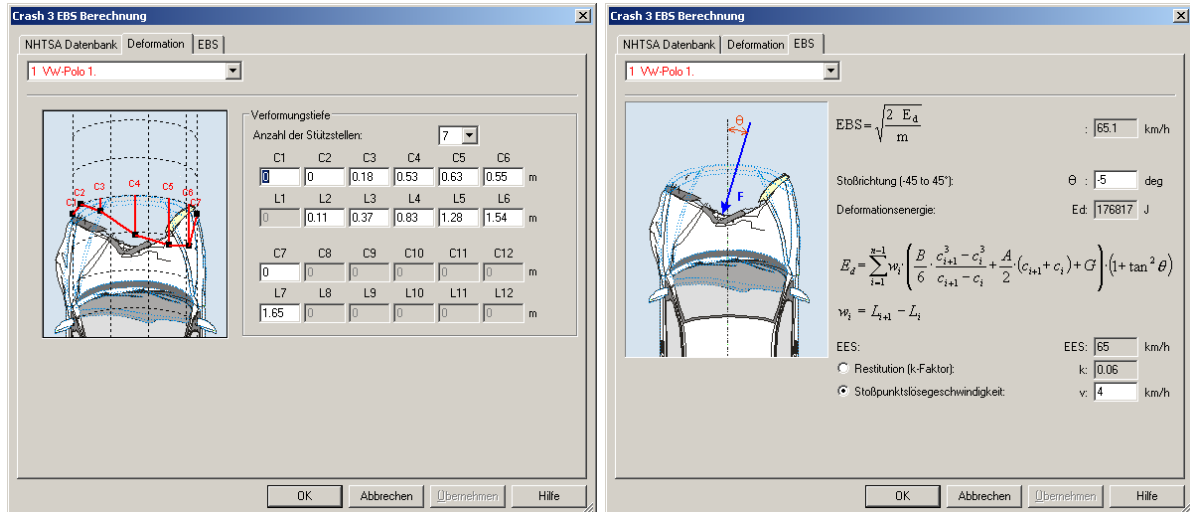 Crash 3 EBS Berechnung
NHTSA Datenbank Deformation EBS
1 VW-Polo 1.
C1 C2 C3 C4 C5 C6 C7
Verformungstiefe
Anzahl der Stützstellen: 7
C1 C2 C3 C4 C5 C6
0 0 0.18 0.53 0.63 0.55 m
L1 L2 L3 L4 L5 L6
0 0.11 0.37 0.83 1.28 1.54 m
C7 C8 C9 C10 C11 C12
0 0 0 0 0 0 m
L7 L8 L9 L10 L11 L12
1.65 0 0 0 0 0 m
OK Abbrechen Übernehmen Hilfe
Crash 3 EBS Berechnung
NHTSA Datenbank Deformation EBS
1 VW-Polo 1.
θ
F
EBS = √(2 E_d / m) : 65.1 km/h
Stoßrichtung (-45 to 45°): Θ : -5 deg
Deformationsenergie: Ed: 176817 J
E_d = ∑_{i=1}^{n-1} w_i · (B/6 · (c_{i+1}^3 - c_i^3)/(c_{i+1} - c_i) + A/2 · (c_{i+1} + c_i) + G) · (1 + tan² θ)
w_i = L_{i+1} - L_i
EES: EES: 65 km/h
Restitution (k-Faktor): k: 0.06
Stoßpunktslösegeschwindigkeit: v: 4 km/h
OK Abbrechen Übernehmen Hilfe